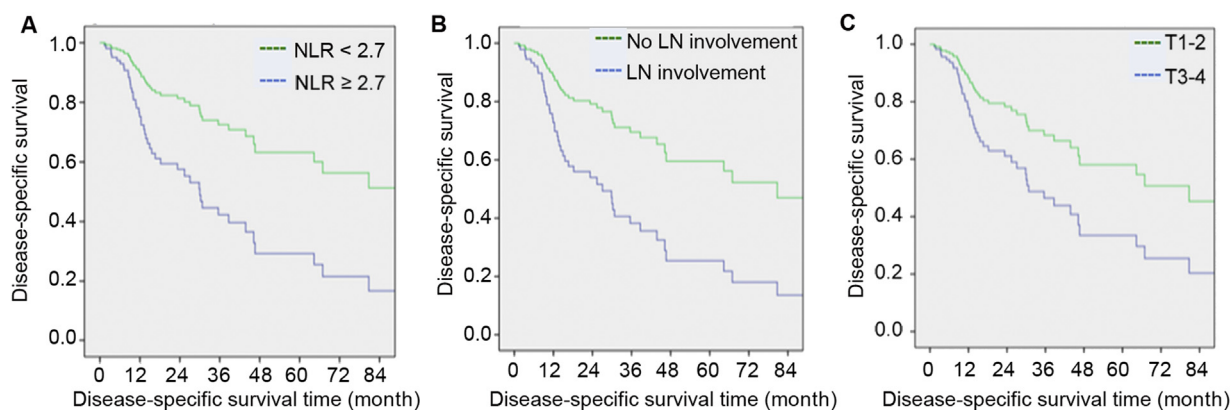 A
Disease-specific survival
1.0
0.8
0.6
0.4
0.2
0.0
NLR < 2.7
NLR ≥ 2.7
0 12 24 36 48 60 72 84
Disease-specific survival time (month)
B
Disease-specific survival
1.0
0.8
0.6
0.4
0.2
0.0
No LN involvement
LN involvement
0 12 24 36 48 60 72 84
Disease-specific survival time (month)
C
Disease-specific survival
1.0
0.8
0.6
0.4
0.2
0.0
T1-2
T3-4
0 12 24 36 48 60 72 84
Disease-specific survival time (month)